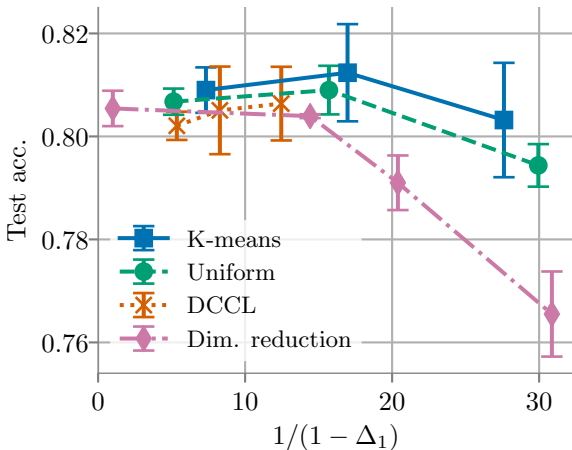 0.82
0.80
0.78
0.76
Test acc.
K-means
Uniform
DCCL
Dim. reduction
0 10 20 30
1/(1 − Δ₁)